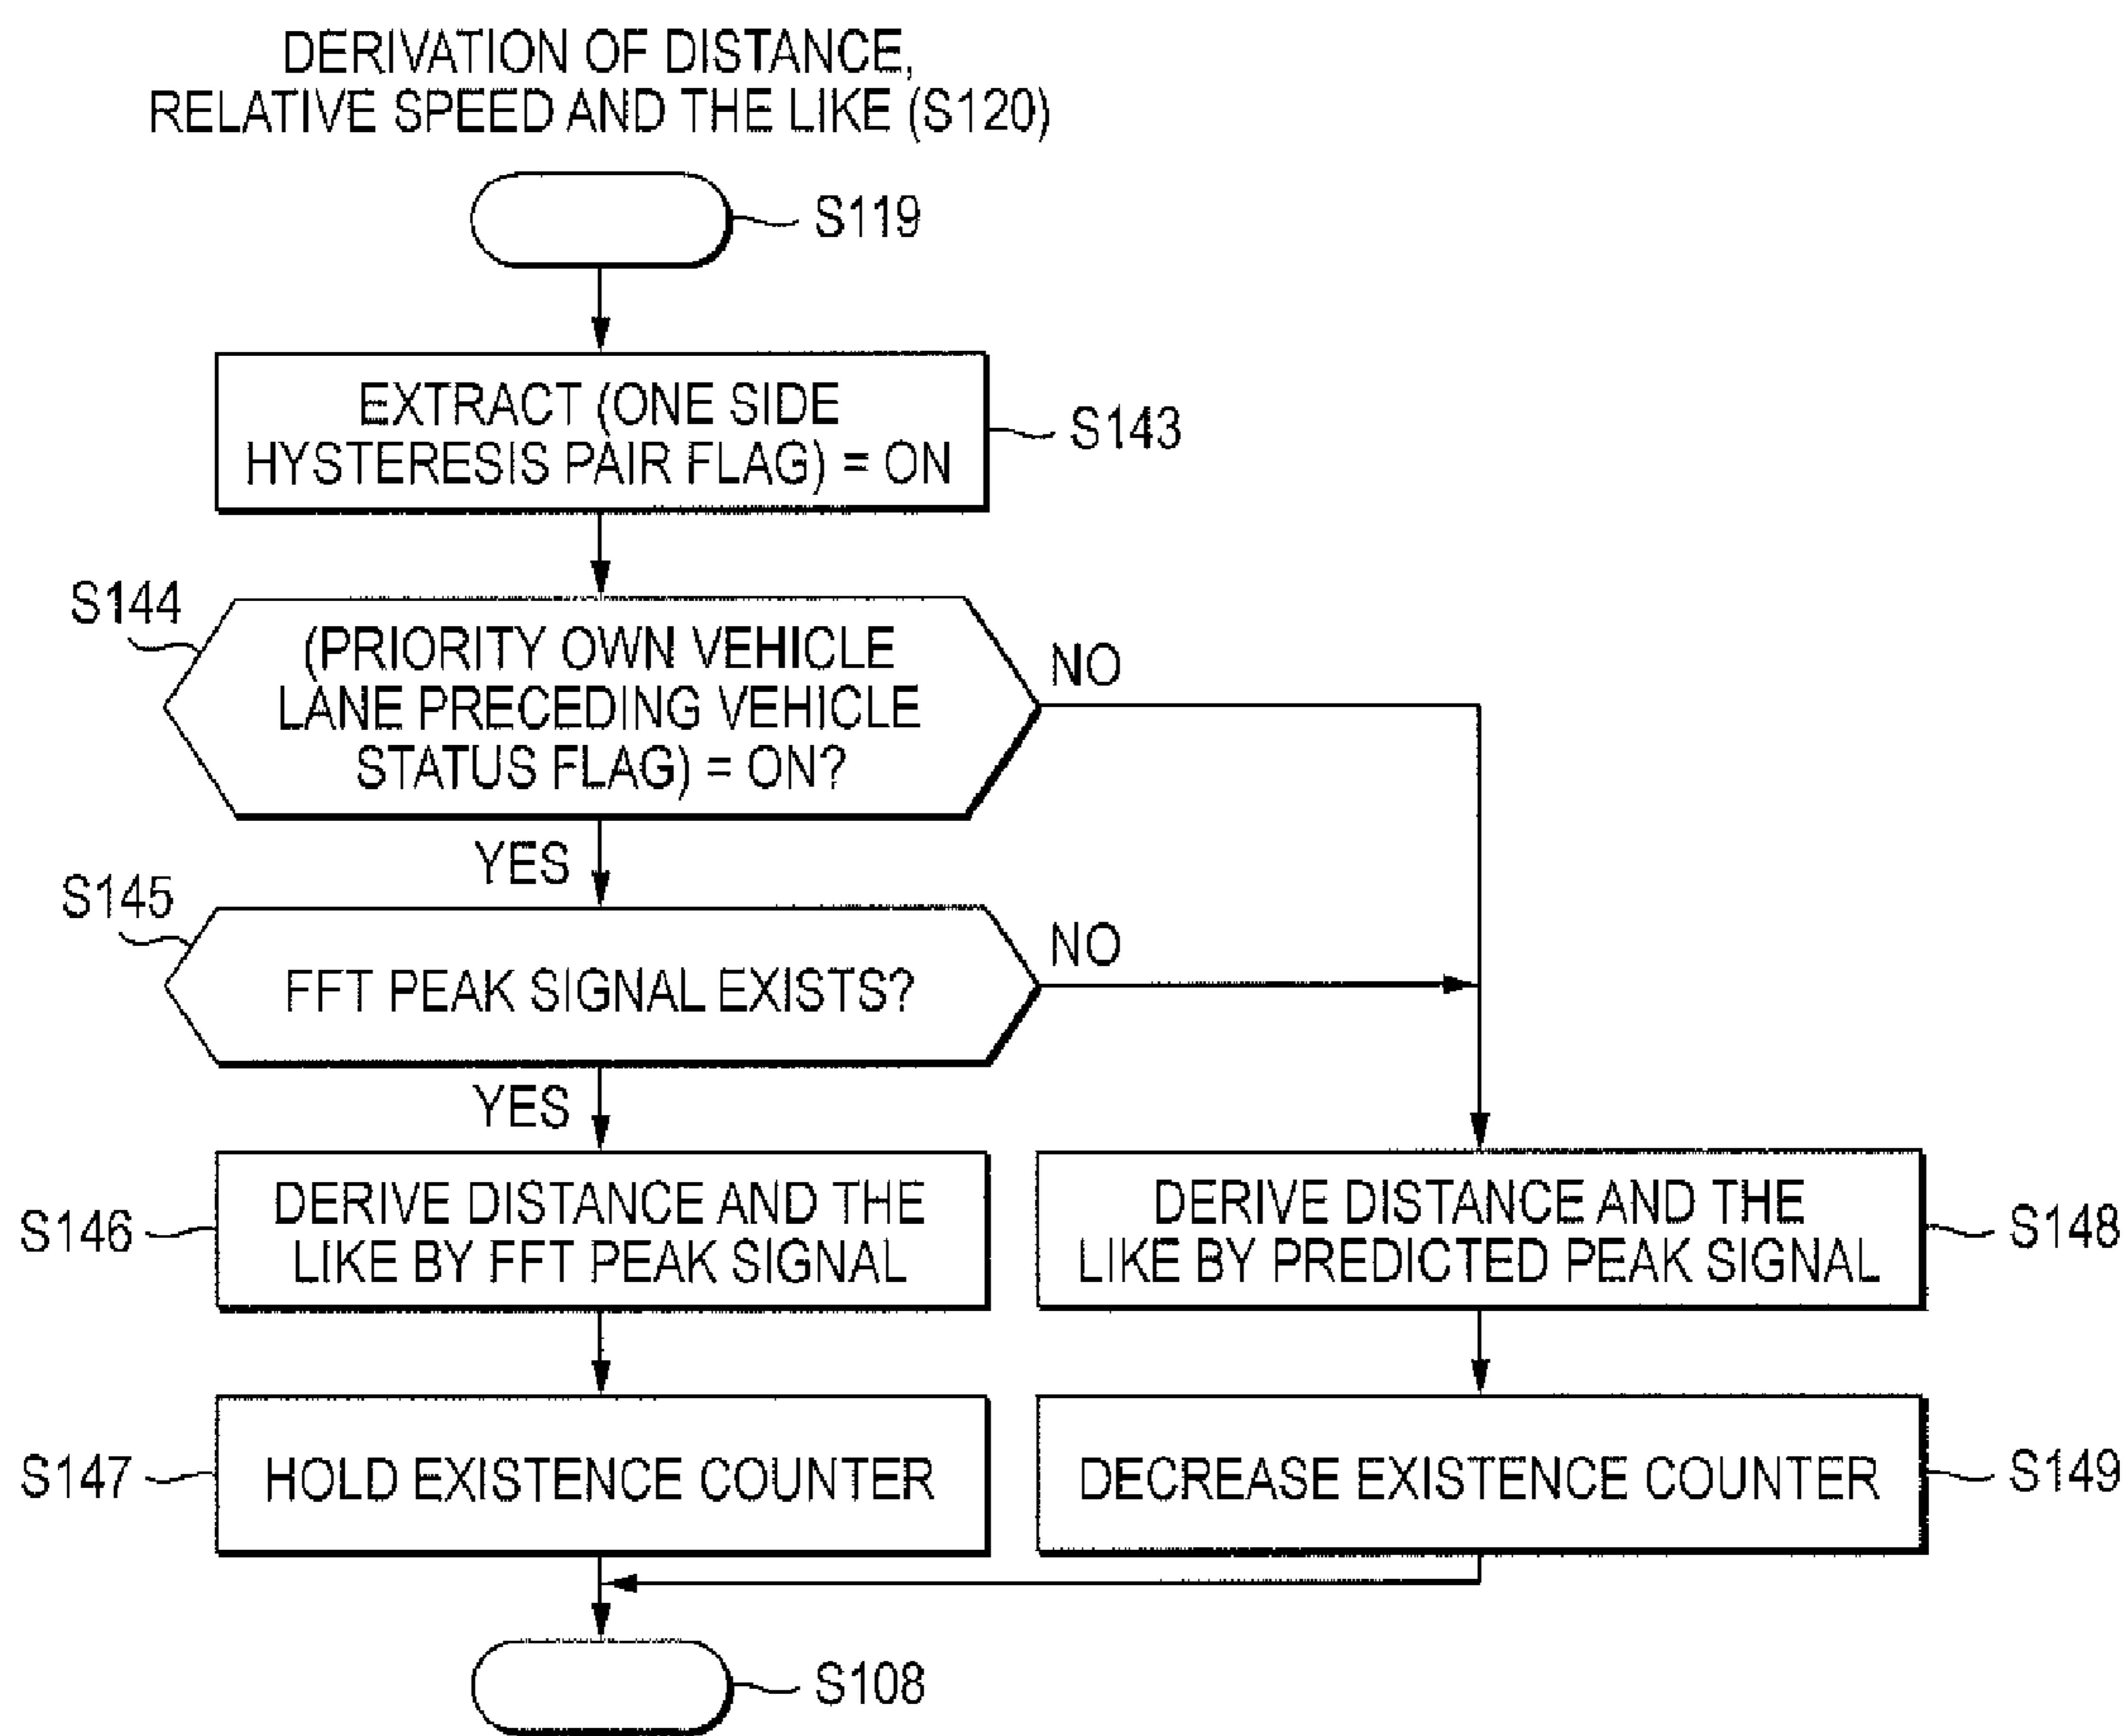 DERIVATION OF DISTANCE,
RELATIVE SPEED AND THE LIKE (S120)
S119
EXTRACT (ONE SIDE
HYSTERESIS PAIR FLAG) = ON
S143
S144
(PRIORITY OWN VEHICLE
LANE PRECEDING VEHICLE
STATUS FLAG) = ON?
NO
YES
S145
FFT PEAK SIGNAL EXISTS?
NO
YES
S146
DERIVE DISTANCE AND THE
LIKE BY FFT PEAK SIGNAL
DERIVE DISTANCE AND THE
LIKE BY PREDICTED PEAK SIGNAL
S148
S147
HOLD EXISTENCE COUNTER
DECREASE EXISTENCE COUNTER
S149
S108